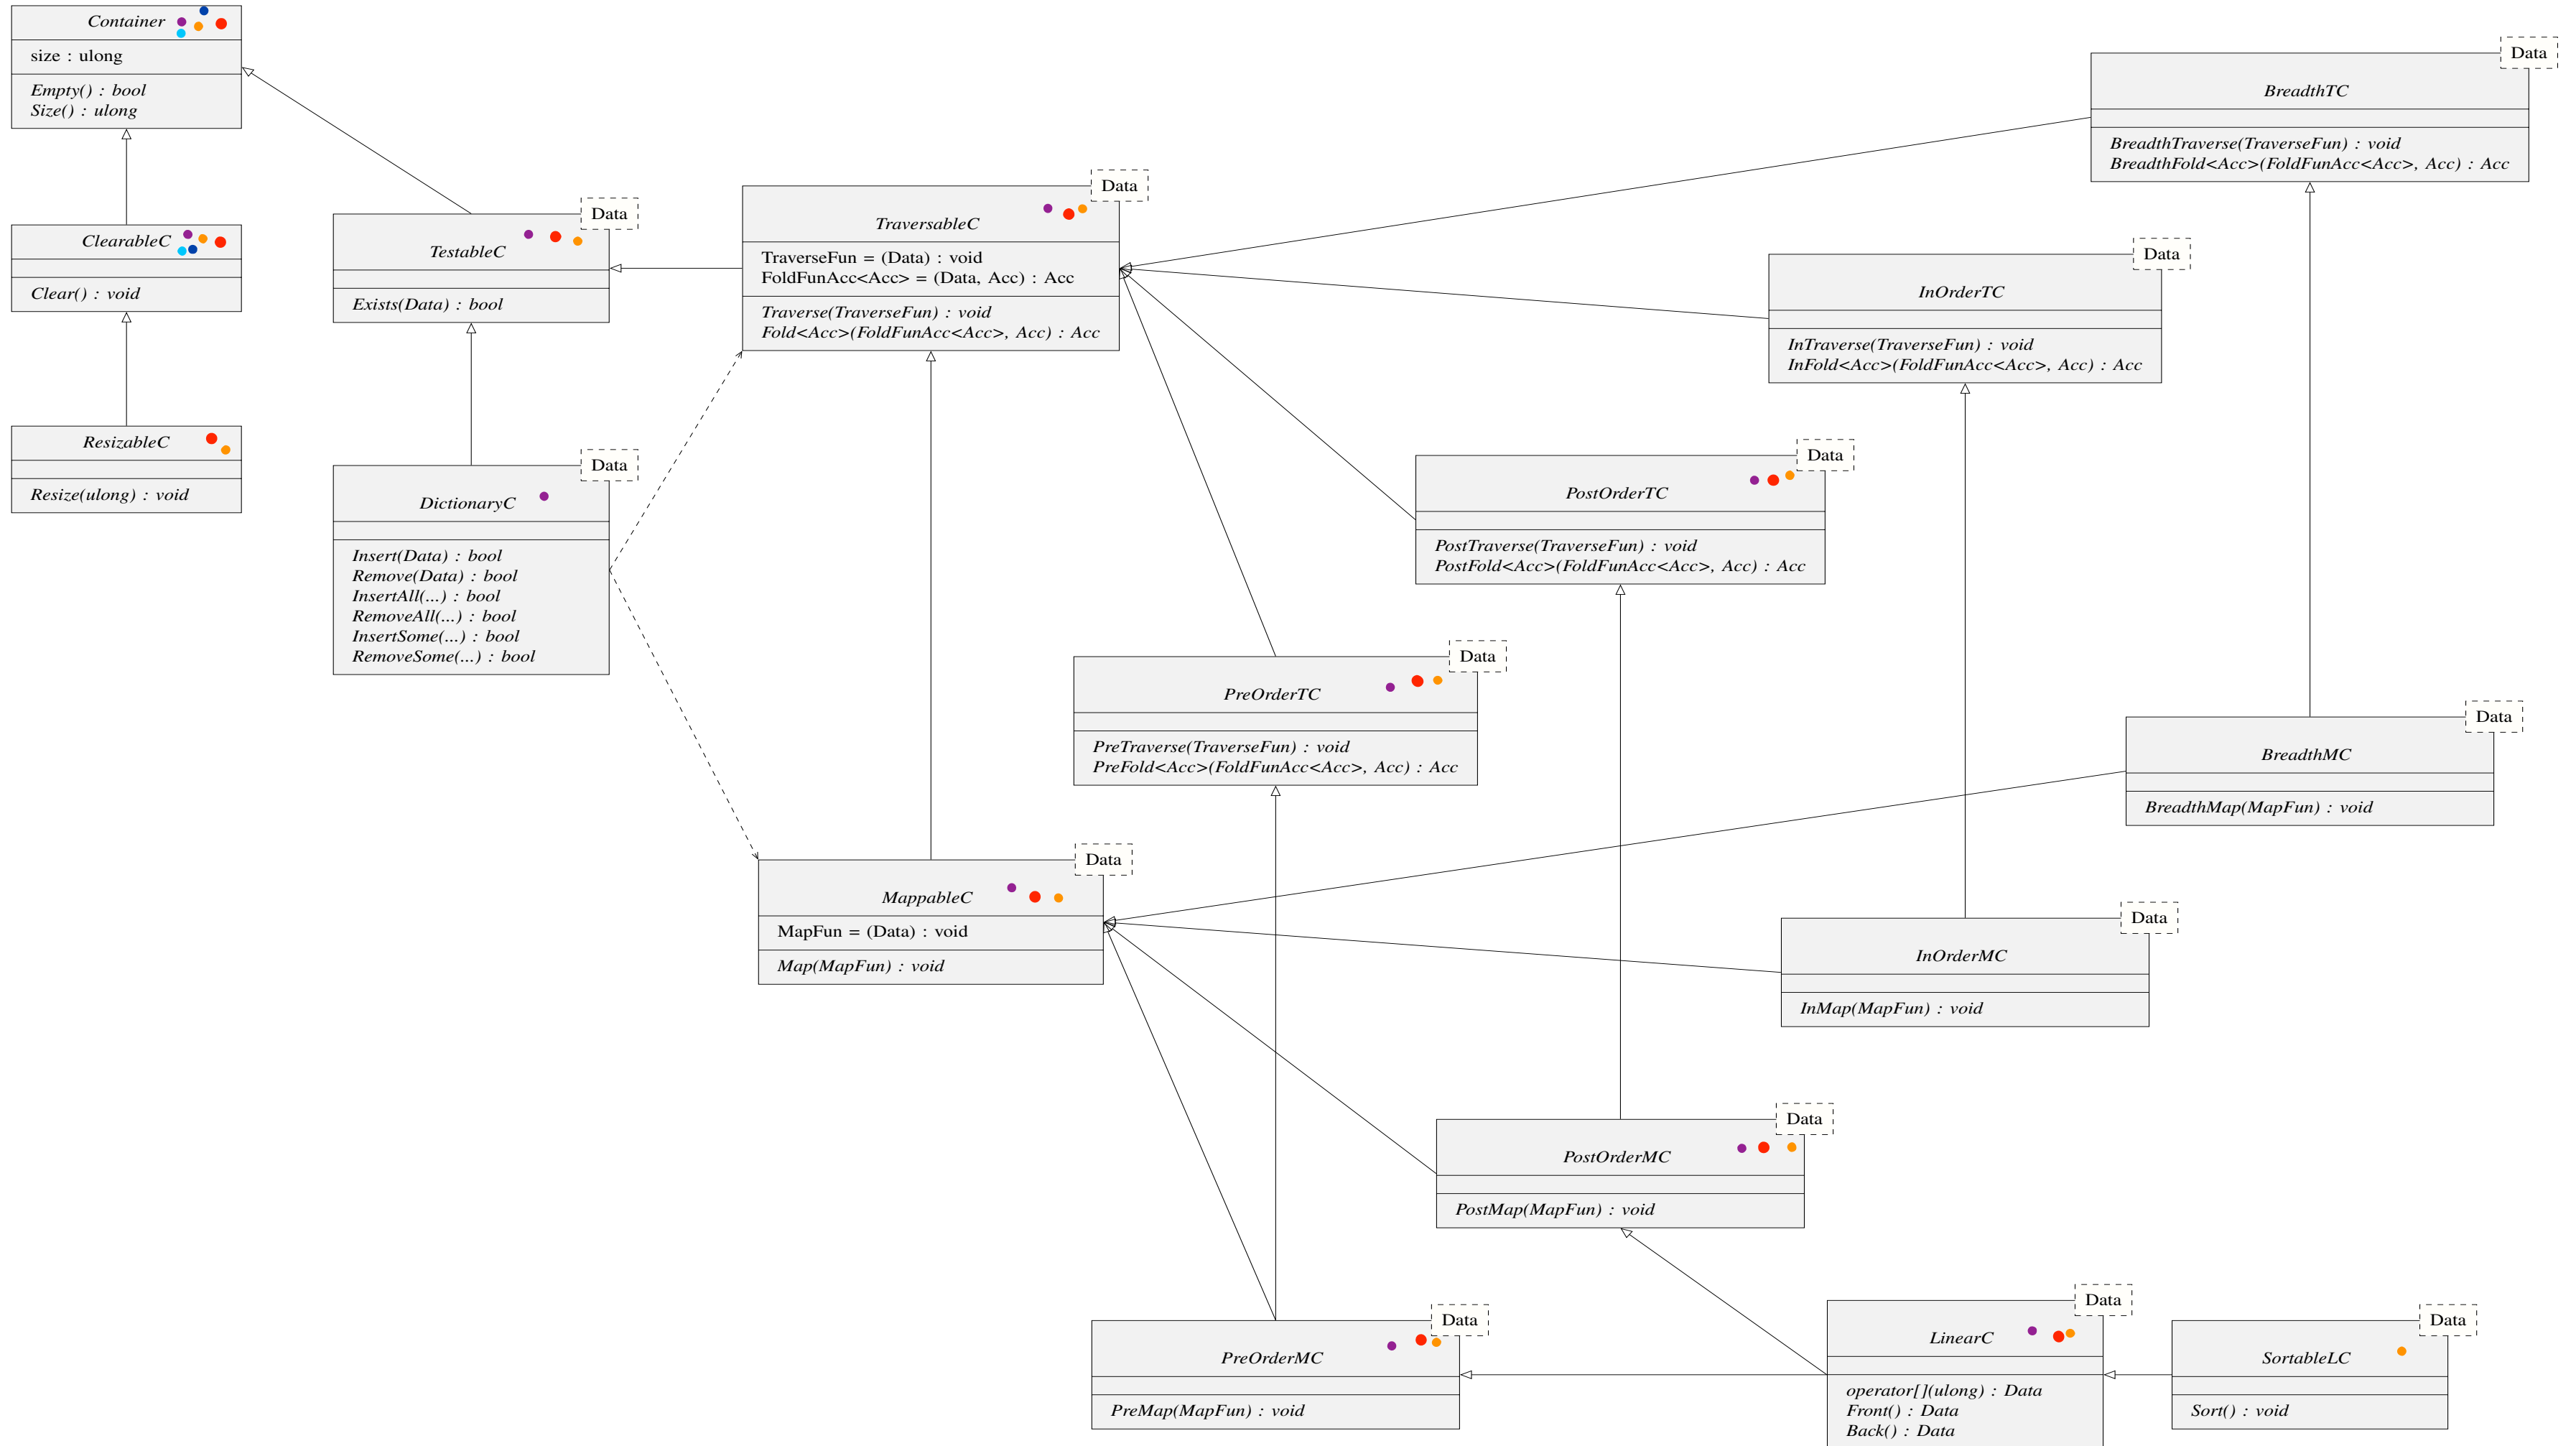 Container
size : ulong
Empty() : bool
Size() : ulong
ClearableC
Clear() : void
ResizableC
Resize(ulong) : void
Data
TestableC
Exists(Data) : bool
Data
DictionaryC
Insert(Data) : bool
Remove(Data) : bool
InsertAll(...) : bool
RemoveAll(...) : bool
InsertSome(...) : bool
RemoveSome(...) : bool
Data
TraversableC
TraverseFun = (Data) : void
FoldFunAcc<Acc> = (Data, Acc) : Acc
Traverse(TraverseFun) : void
Fold<Acc>(FoldFunAcc<Acc>, Acc) : Acc
Data
MappableC
MapFun = (Data) : void
Map(MapFun) : void
Data
BreadthTC
BreadthTraverse(TraverseFun) : void
BreadthFold<Acc>(FoldFunAcc<Acc>, Acc) : Acc
Data
InOrderTC
InTraverse(TraverseFun) : void
InFold<Acc>(FoldFunAcc<Acc>, Acc) : Acc
Data
PostOrderTC
PostTraverse(TraverseFun) : void
PostFold<Acc>(FoldFunAcc<Acc>, Acc) : Acc
Data
PreOrderTC
PreTraverse(TraverseFun) : void
PreFold<Acc>(FoldFunAcc<Acc>, Acc) : Acc
Data
BreadthMC
BreadthMap(MapFun) : void
Data
InOrderMC
InMap(MapFun) : void
Data
PostOrderMC
PostMap(MapFun) : void
Data
PreOrderMC
PreMap(MapFun) : void
Data
LinearC
operator[](ulong) : Data
Front() : Data
Back() : Data
Data
SortableLC
Sort() : void